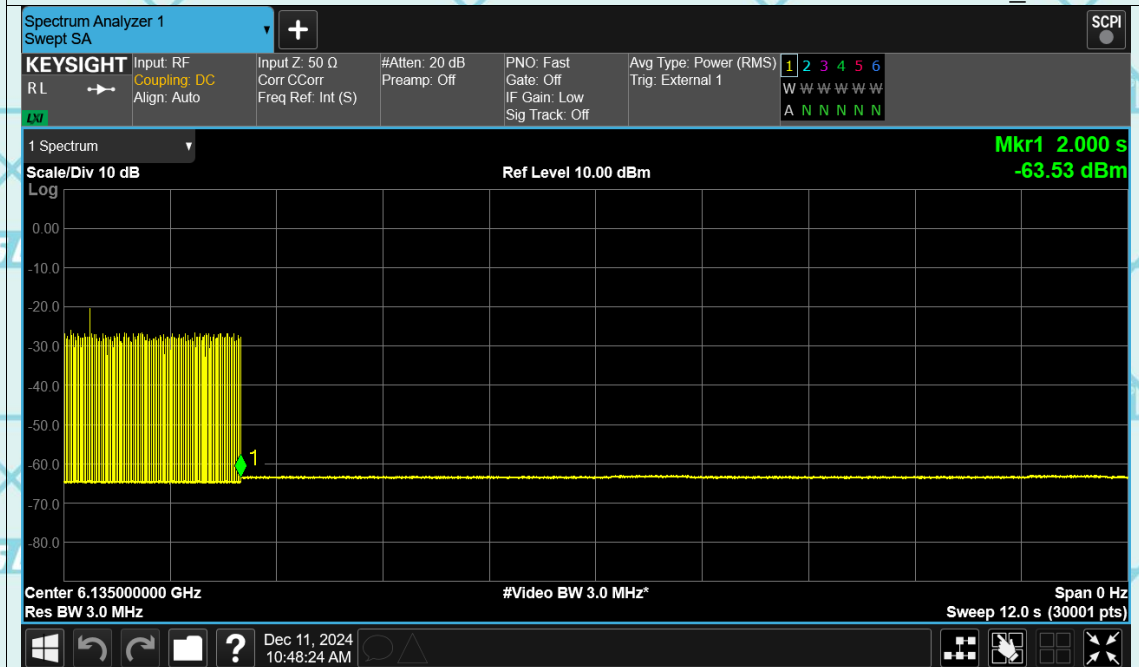 Spectrum Analyzer 1
Swept SA
+
SCPI
KEYSIGHT
RL
LXI
Input: RF
Coupling: DC
Align: Auto
Input Z: 50 Ω
Corr CCorr
Freq Ref: Int (S)
#Atten: 20 dB
Preamp: Off
PNO: Fast
Gate: Off
IF Gain: Low
Sig Track: Off
Avg Type: Power (RMS)
Trig: External 1
1 2 3 4 5 6
W W W W W W
A N N N N N
1 Spectrum
Mkr1 2.000 s
-63.53 dBm
Scale/Div 10 dB
Ref Level 10.00 dBm
Log
0.00
-10.0
-20.0
-30.0
-40.0
-50.0
-60.0
-70.0
-80.0
1
Center 6.135000000 GHz
#Video BW 3.0 MHz*
Span 0 Hz
Res BW 3.0 MHz
Sweep 12.0 s (30001 pts)
?
Dec 11, 2024
10:48:24 AM